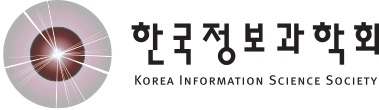 한국정보과학회
KOREA INFORMATION SCIENCE SOCIETY